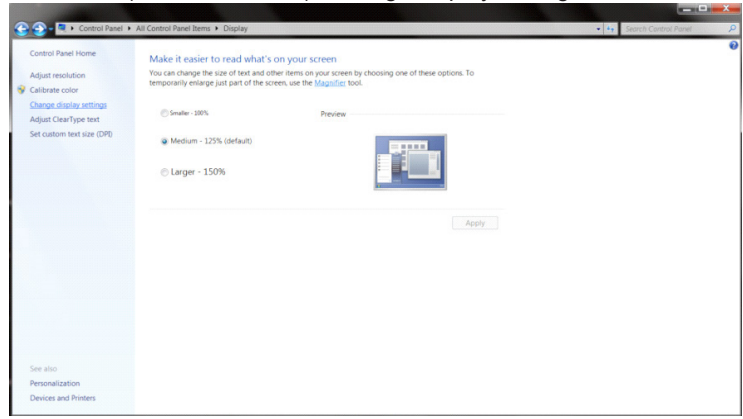 Control Panel ▸ All Control Panel Items ▸ Display
Search Control Panel
Control Panel Home
Adjust resolution
Calibrate color
Change display settings
Adjust ClearType text
Set custom text size (DPI)
Make it easier to read what's on your screen
You can change the size of text and other items on your screen by choosing one of these options. To
temporarily enlarge just part of the screen, use the Magnifier tool.
Smaller - 100%
Preview
Medium - 125% (default)
Larger - 150%
Apply
See also
Personalization
Devices and Printers